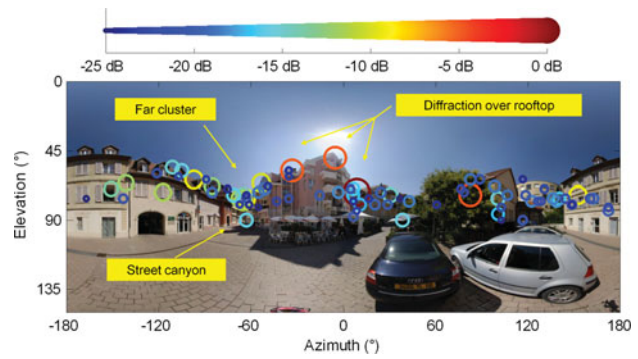 -25 dB -20 dB -15 dB -10 dB -5 dB 0 dB
0
45
90
135
Elevation (°)
Far cluster
Diffraction over rooftop
Street canyon
-180 -120 -60 0 60 120 180
Azimuth (°)